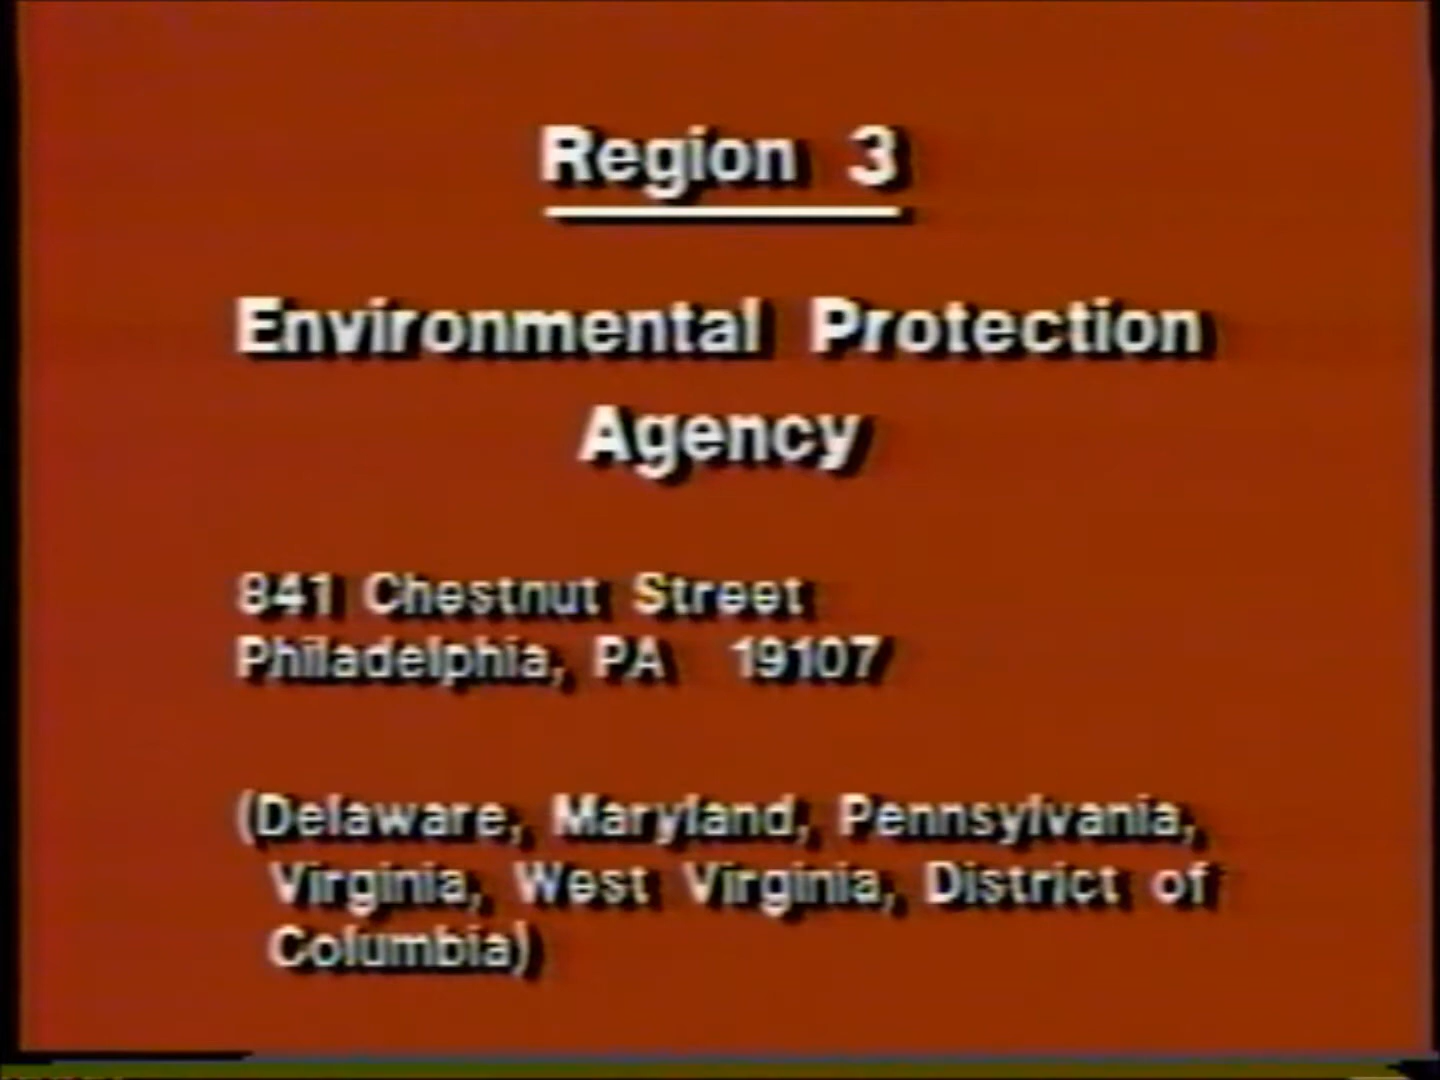 Region 3
Environmental Protection
Agency
841 Chestnut Street
Philadelphia, PA 19107
(Delaware, Maryland, Pennsylvania,
Virginia, West Virginia, District of
Columbia)